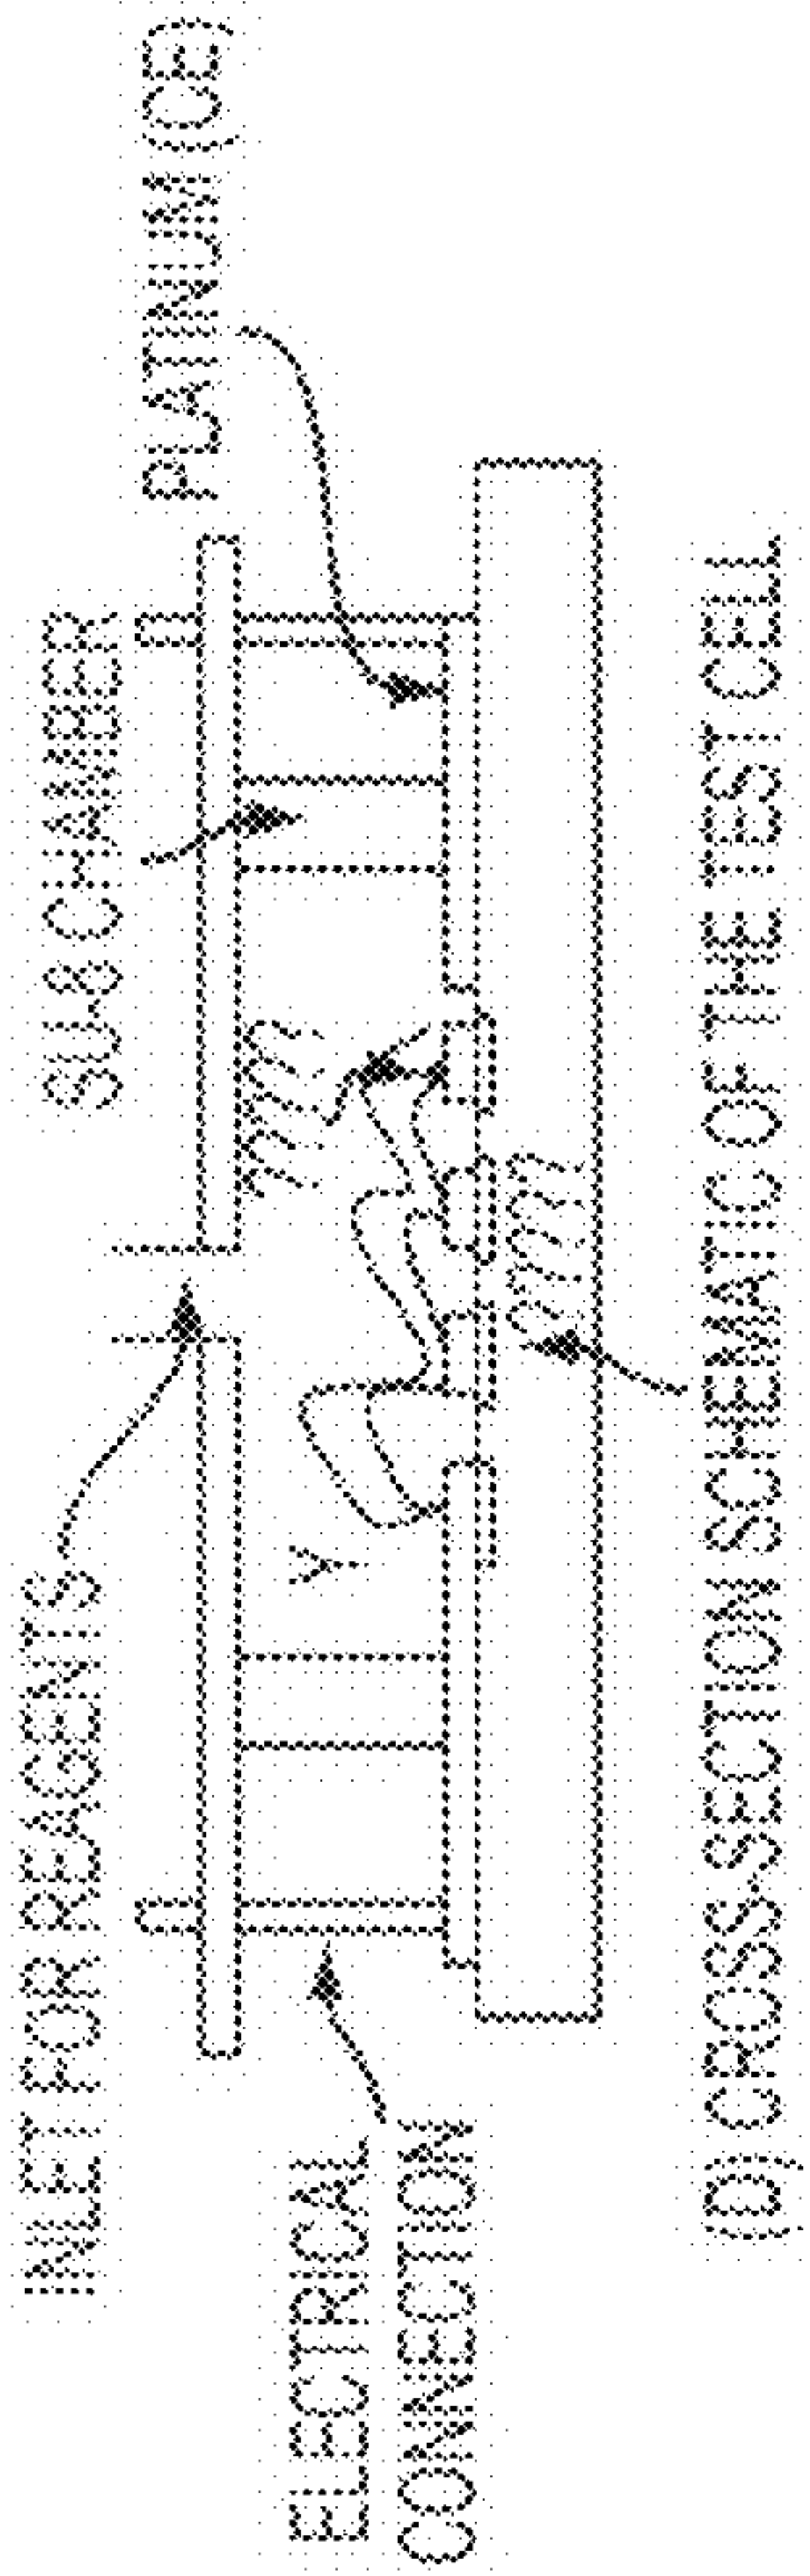 INLET FOR REAGENTS
SU-8 CHAMBER
PLATINUM (CE)
ELECTRICAL
CONNECTION
?????
Y
?????
(D) CROSS-SECTION SCHEMATIC OF THE TEST CELL